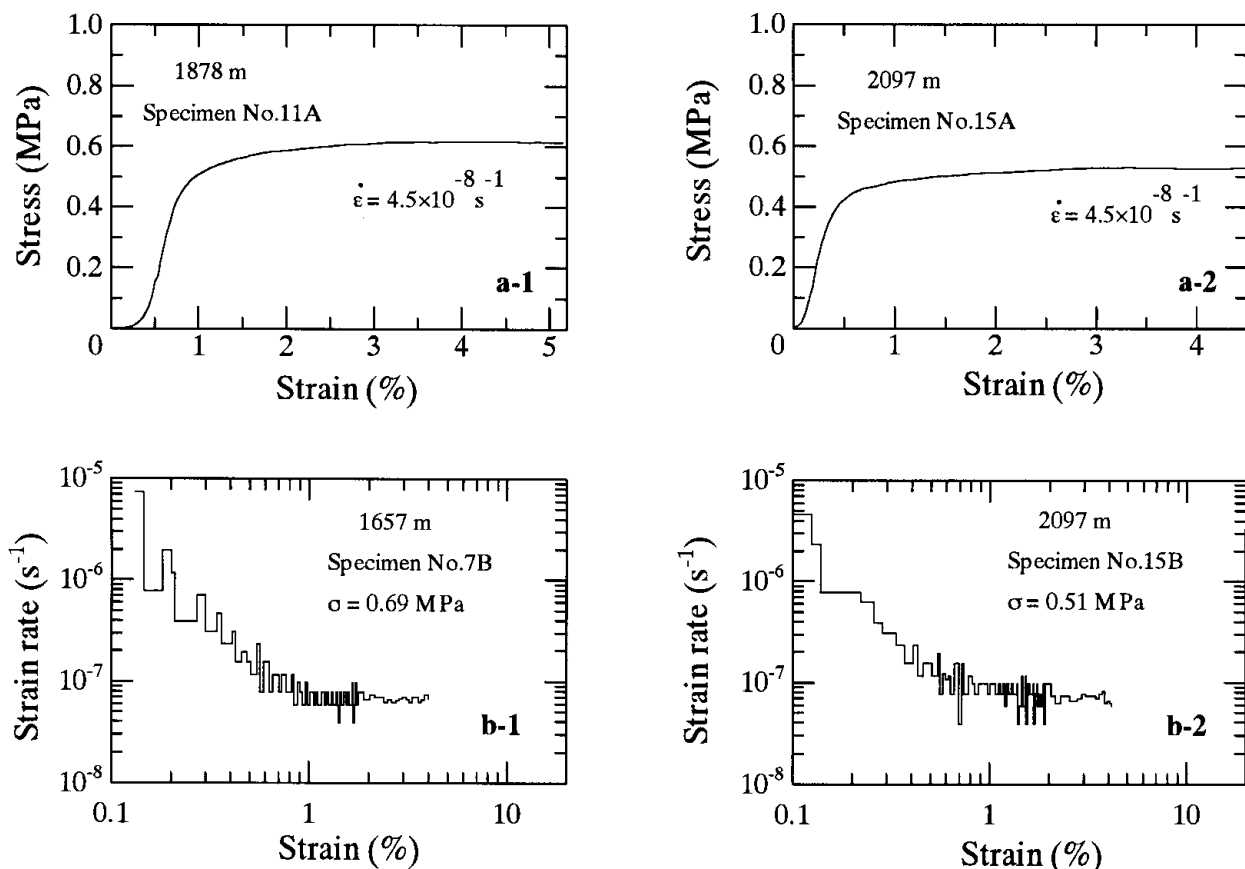 1.0
0.8
0.6
0.4
0.2
0
1
2
3
4
5
Stress (MPa)
Strain (%)
1878 m
Specimen No.11A
ε̇ = 4.5×10⁻⁸ s⁻¹
a-1
1.0
0.8
0.6
0.4
0.2
0
1
2
3
4
5
Stress (MPa)
Strain (%)
2097 m
Specimen No.15A
ε̇ = 4.5×10⁻⁸ s⁻¹
a-2
10⁻⁵
10⁻⁶
10⁻⁷
10⁻⁸
0.1
1
10
Strain rate (s⁻¹)
Strain (%)
1657 m
Specimen No.7B
σ = 0.69 MPa
b-1
10⁻⁵
10⁻⁶
10⁻⁷
10⁻⁸
0.1
1
10
Strain rate (s⁻¹)
Strain (%)
2097 m
Specimen No.15B
σ = 0.51 MPa
b-2